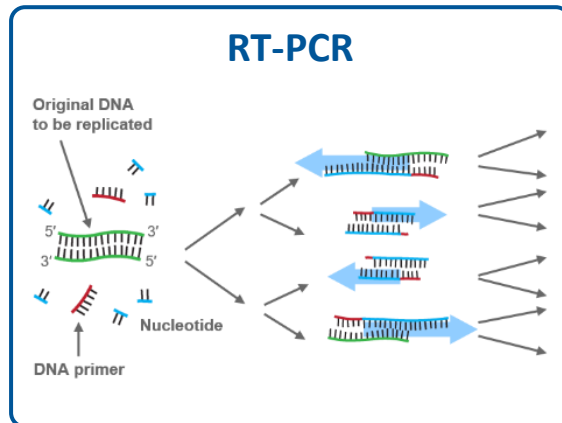 RT-PCR
Original DNA
to be replicated
5′ 3′
3′ 5′
Nucleotide
DNA primer